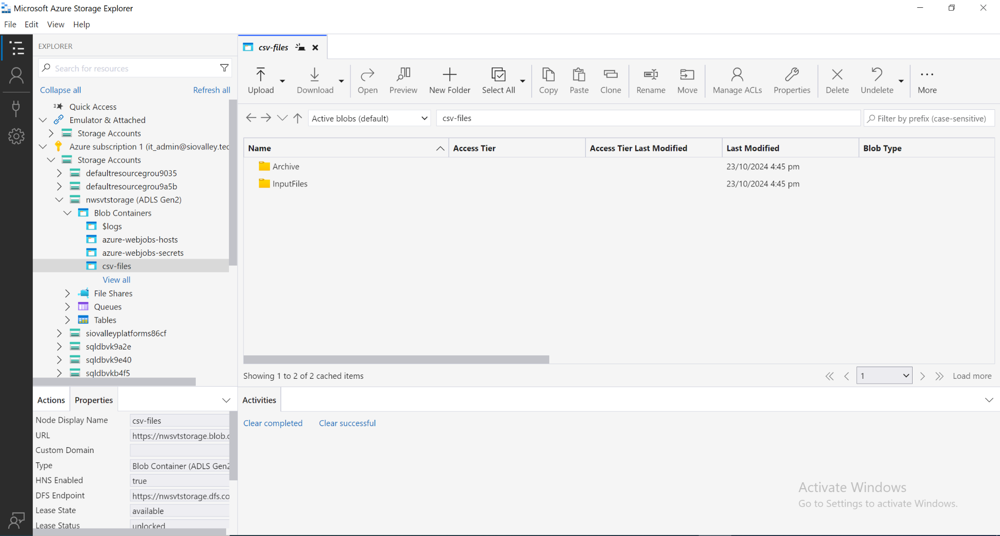 Microsoft Azure Storage Explorer
File Edit View Help
EXPLORER
Search for resources
Collapse all Refresh all
Quick Access
Emulator & Attached
Storage Accounts
Azure subscription 1 (it_admin@siovalley.tec
Storage Accounts
defaultresourcegrou9035
defaultresourcegrou9a5b
nwsvtstorage (ADLS Gen2)
Blob Containers
$logs
azure-webjobs-hosts
azure-webjobs-secrets
csv-files
View all
File Shares
Queues
Tables
siovalleyplatforms86cf
sqldbvk9a2e
sqldbvk9e40
sqldbvkb4f5
Actions Properties
Node Display Name csv-files
URL https://nwsvtstorage.blob.c
Custom Domain
Type Blob Container (ADLS Gen2
HNS Enabled true
DFS Endpoint https://nwsvtstorage.dfs.co
Lease State available
Lease Status unlocked
csv-files
Upload Download Open Preview New Folder Select All Copy Paste Clone Rename Move Manage ACLs Properties Delete Undelete More
Active blobs (default) csv-files Filter by prefix (case-sensitive)
Name Access Tier Access Tier Last Modified Last Modified Blob Type
Archive 23/10/2024 4:45 pm
InputFiles 23/10/2024 4:45 pm
Showing 1 to 2 of 2 cached items 1 Load more
Activities
Clear completed Clear successful
Activate Windows
Go to Settings to activate Windows.